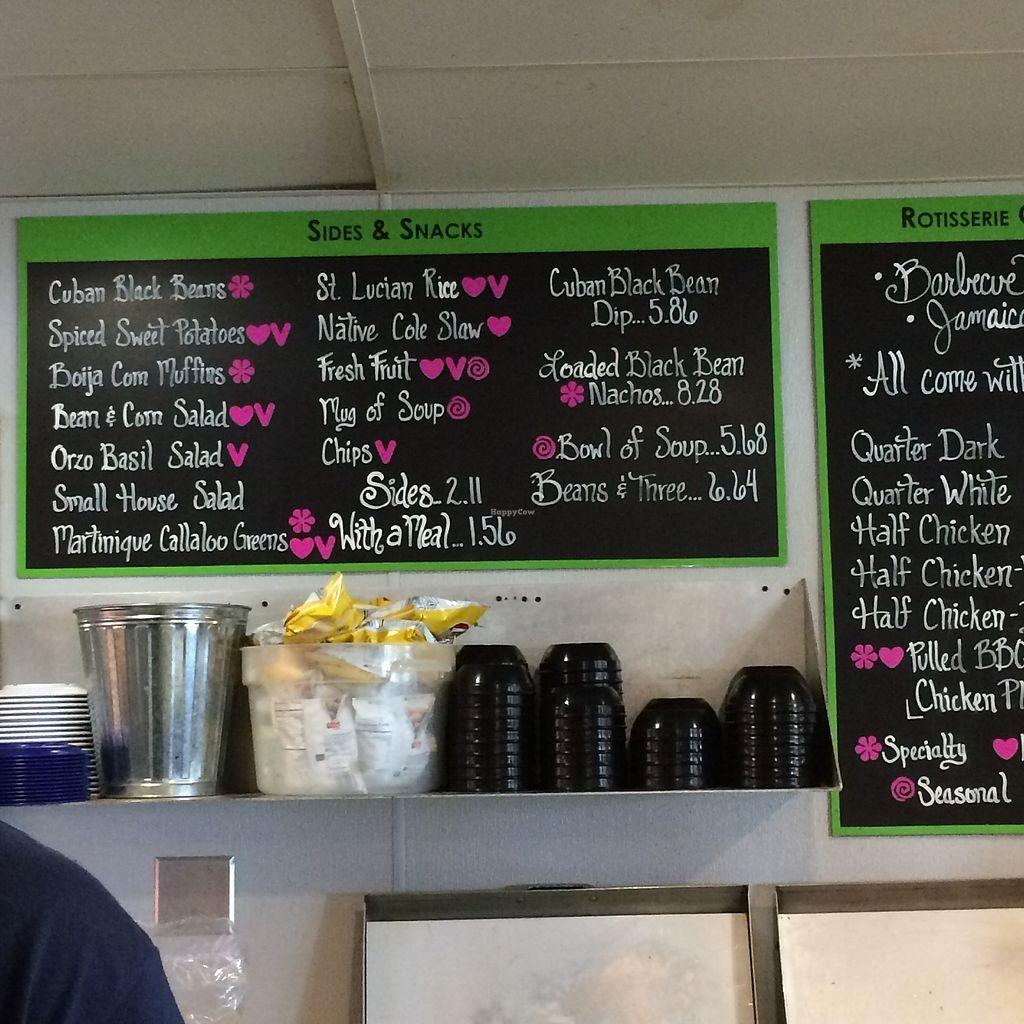 SIDES & SNACKS
Cuban Black Beans
Spiced Sweet Potatoes V
Boija Corn Muffins
Bean & Corn Salad V
Orzo Basil Salad V
Small House Salad
Martinique Callaloo Greens V
St. Lucian Rice V
Native Cole Slaw
Fresh Fruit V
Mug of Soup
Chips V
Sides.. 2.11
With a Meal... 1.56
Cuban Black Bean
Dip... 5.86
Loaded Black Bean
Nachos... 8.28
Bowl of Soup... 5.68
Beans & Three... 6.64
HappyCow
ROTISSERIE
• Barbecue
• Jamaica
*All come with
Quarter Dark
Quarter White
Half Chicken
Half Chicken-
Half Chicken-
Pulled BBQ
Chicken
Specialty
Seasonal